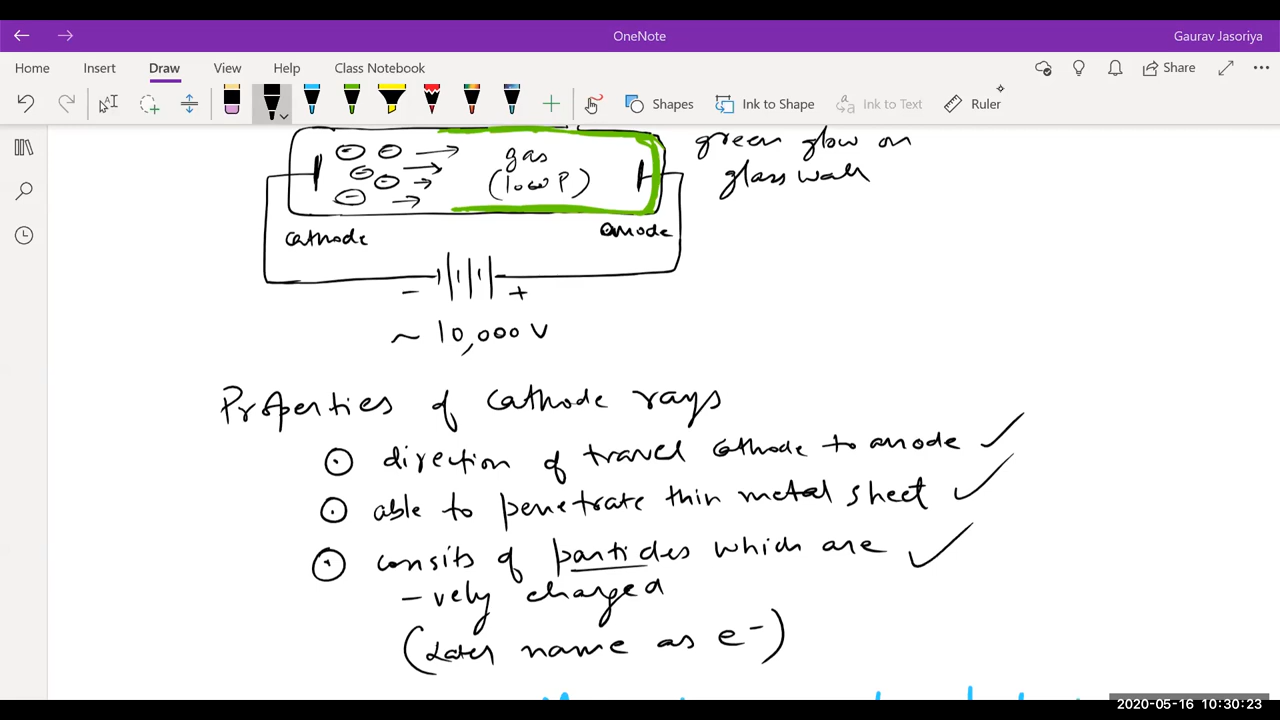 OneNote
Gaurav Jasoriya
Home Insert Draw View Help Class Notebook
Share
Shapes Ink to Shape Ink to Text Ruler
green glow on
glass wall
gas
(low P)
cathode
anode
- +
~ 10,000 V
Properties of cathode rays
direction of travel cathode to anode
able to penetrate thin metal sheet
consits of particles which are
-vely charged
(Later name as e-)
2020-05-16 10:30:23